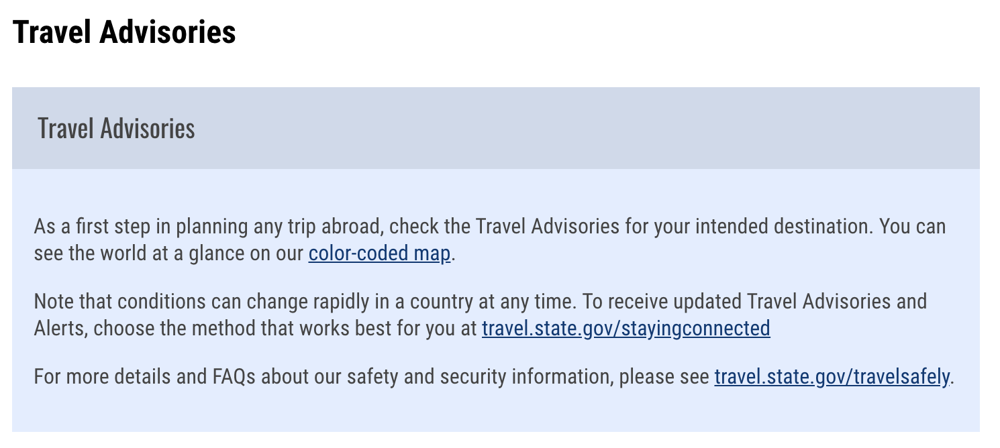 Travel Advisories
Travel Advisories
As a first step in planning any trip abroad, check the Travel Advisories for your intended destination. You can
see the world at a glance on our color-coded map.
Note that conditions can change rapidly in a country at any time. To receive updated Travel Advisories and
Alerts, choose the method that works best for you at travel.state.gov/stayingconnected
For more details and FAQs about our safety and security information, please see travel.state.gov/travelsafely.